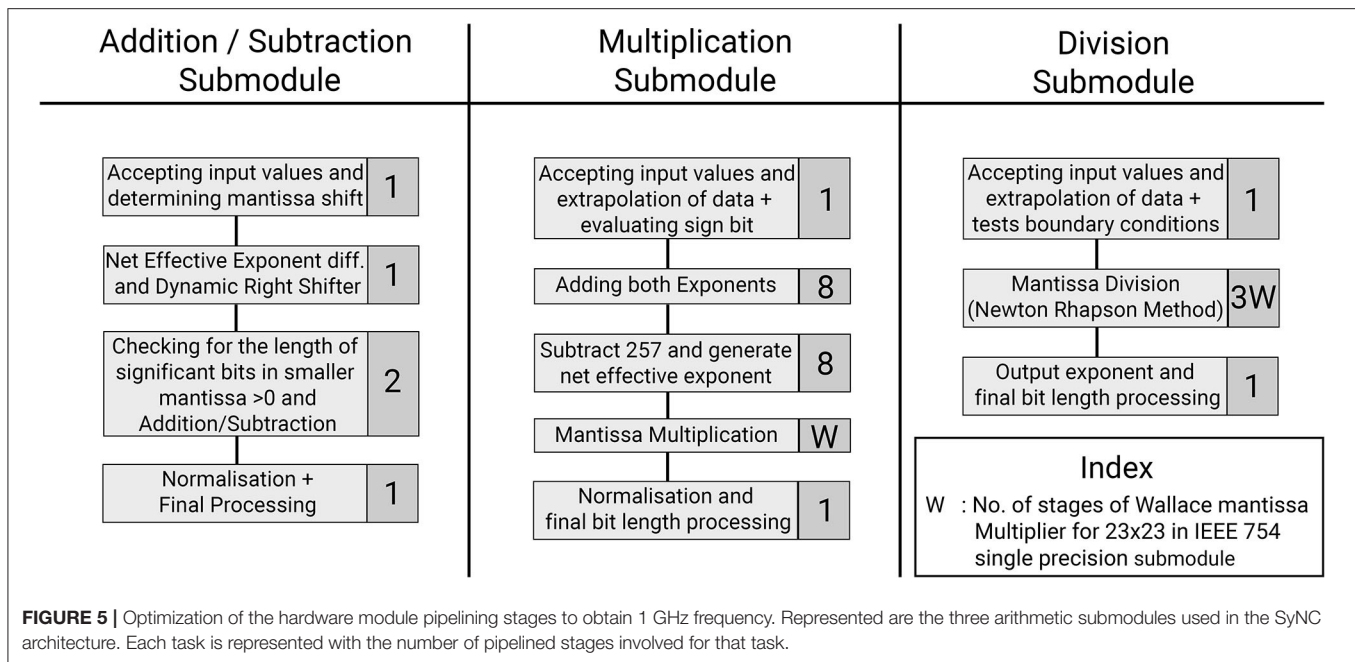 Addition / Subtraction
Submodule
Accepting input values and
determining mantissa shift
1
Net Effective Exponent diff.
and Dynamic Right Shifter
1
Checking for the length of
significant bits in smaller
mantissa >0 and
Addition/Subtraction
2
Normalisation +
Final Processing
1
Multiplication
Submodule
Accepting input values and
extrapolation of data +
evaluating sign bit
1
Adding both Exponents
8
Subtract 257 and generate
net effective exponent
8
Mantissa Multiplication
W
Normalisation and
final bit length processing
1
Division
Submodule
Accepting input values and
extrapolation of data +
tests boundary conditions
1
Mantissa Division
(Newton Rhapson Method)
3W
Output exponent and
final bit length processing
1
Index
W : No. of stages of Wallace mantissa
Multiplier for 23x23 in IEEE 754
single precision submodule
FIGURE 5 | Optimization of the hardware module pipelining stages to obtain 1 GHz frequency. Represented are the three arithmetic submodules used in the SyNC
architecture. Each task is represented with the number of pipelined stages involved for that task.